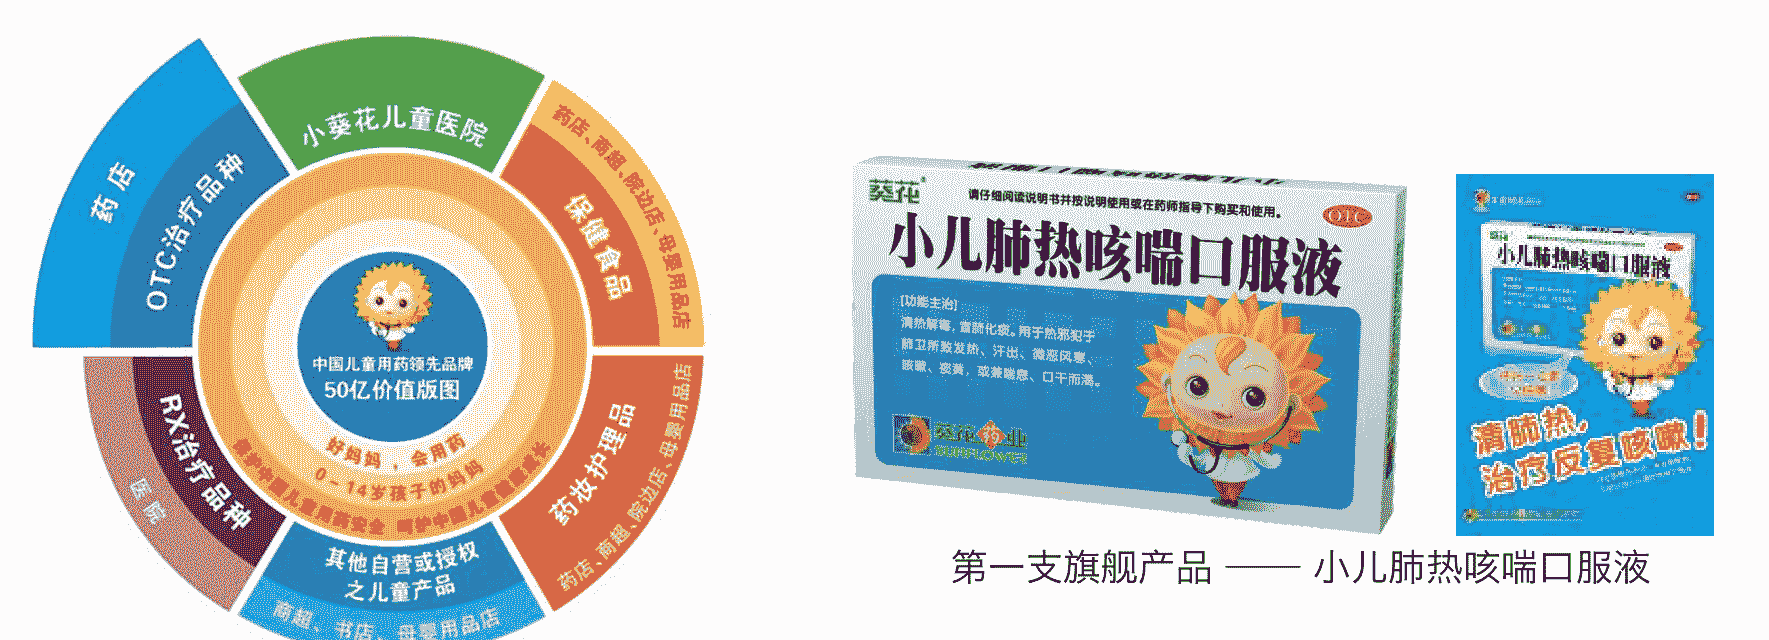 小葵花儿童医院
药店
OTC治疗品种
药店、商超、院边店、母婴用品店
保健食品
中国儿童用药领先品牌
50亿价值版图
好妈妈，会用药
0-14岁孩子的妈妈
RX治疗品种
医院
药妆护理品
药店、商超、院边店、母婴用品店
其他自营或授权
之儿童产品
商超、书店、母婴用品店
葵花
请仔细阅读说明书并按说明使用或在药师指导下购买和使用。
OTC
小儿肺热咳喘口服液
[功能主治]
清热解毒，宣肺化痰。用于热邪犯于
肺卫所致发热、汗出、微恶风寒、
咳嗽、痰黄，或兼喘息、口干而渴。
葵花药业
SUNFLOWER
小儿肺热咳喘口服液
清肺热，
治疗反复咳嗽！
第一支旗舰产品 —— 小儿肺热咳喘口服液